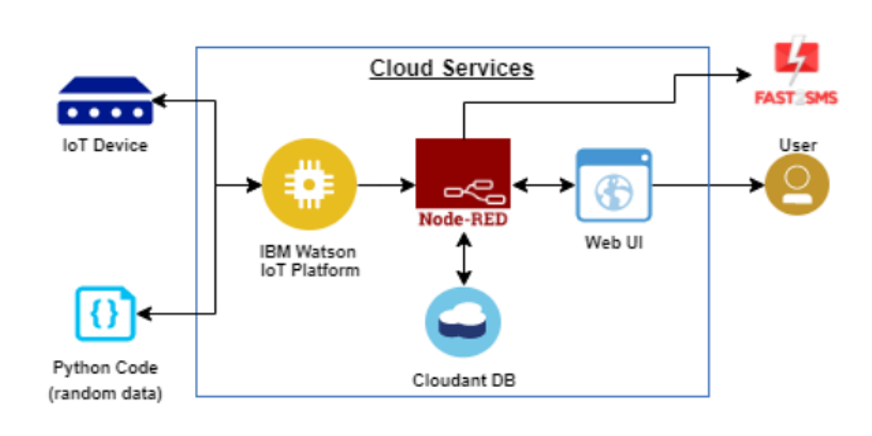 Cloud Services
FAST2SMS
IoT Device
User
Node-RED
Web UI
IBM Watson
IoT Platform
Python Code
(random data)
Cloudant DB